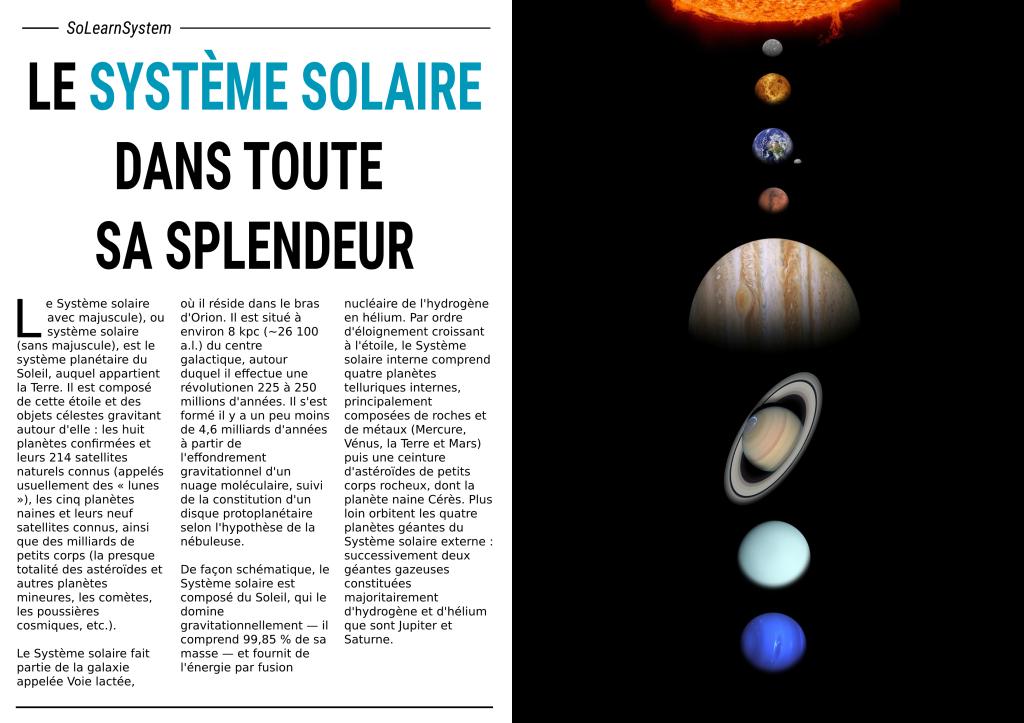 SoLearnSystem
LE SYSTÈME SOLAIRE
DANS TOUTE
SA SPLENDEUR
Le Système solaire
avec majuscule), ou
système solaire
(sans majuscule), est le
système planétaire du
Soleil, auquel appartient
la Terre. Il est composé
de cette étoile et des
objets célestes gravitant
autour d'elle : les huit
planètes confirmées et
leurs 214 satellites
naturels connus (appelés
usuellement des « lunes
»), les cinq planètes
naines et leurs neuf
satellites connus, ainsi
que des milliards de
petits corps (la presque
totalité des astéroïdes et
autres planètes
mineures, les comètes,
les poussières
cosmiques, etc.).
Le Système solaire fait
partie de la galaxie
appelée Voie lactée,
où il réside dans le bras
d'Orion. Il est situé à
environ 8 kpc (~26 100
a.l.) du centre
galactique, autour
duquel il effectue une
révolutionen 225 à 250
millions d'années. Il s'est
formé il y a un peu moins
de 4,6 milliards d'années
à partir de
l'effondrement
gravitationnel d'un
nuage moléculaire, suivi
de la constitution d'un
disque protoplanétaire
selon l'hypothèse de la
nébuleuse.
De façon schématique, le
Système solaire est
composé du Soleil, qui le
domine
gravitationnellement — il
comprend 99,85 % de sa
masse — et fournit de
l'énergie par fusion
nucléaire de l'hydrogène
en hélium. Par ordre
d'éloignement croissant
à l'étoile, le Système
solaire interne comprend
quatre planètes
telluriques internes,
principalement
composées de roches et
de métaux (Mercure,
Vénus, la Terre et Mars)
puis une ceinture
d'astéroïdes de petits
corps rocheux, dont la
planète naine Cérès. Plus
loin orbitent les quatre
planètes géantes du
Système solaire externe :
successivement deux
géantes gazeuses
constituées
majoritairement
d'hydrogène et d'hélium
que sont Jupiter et
Saturne.